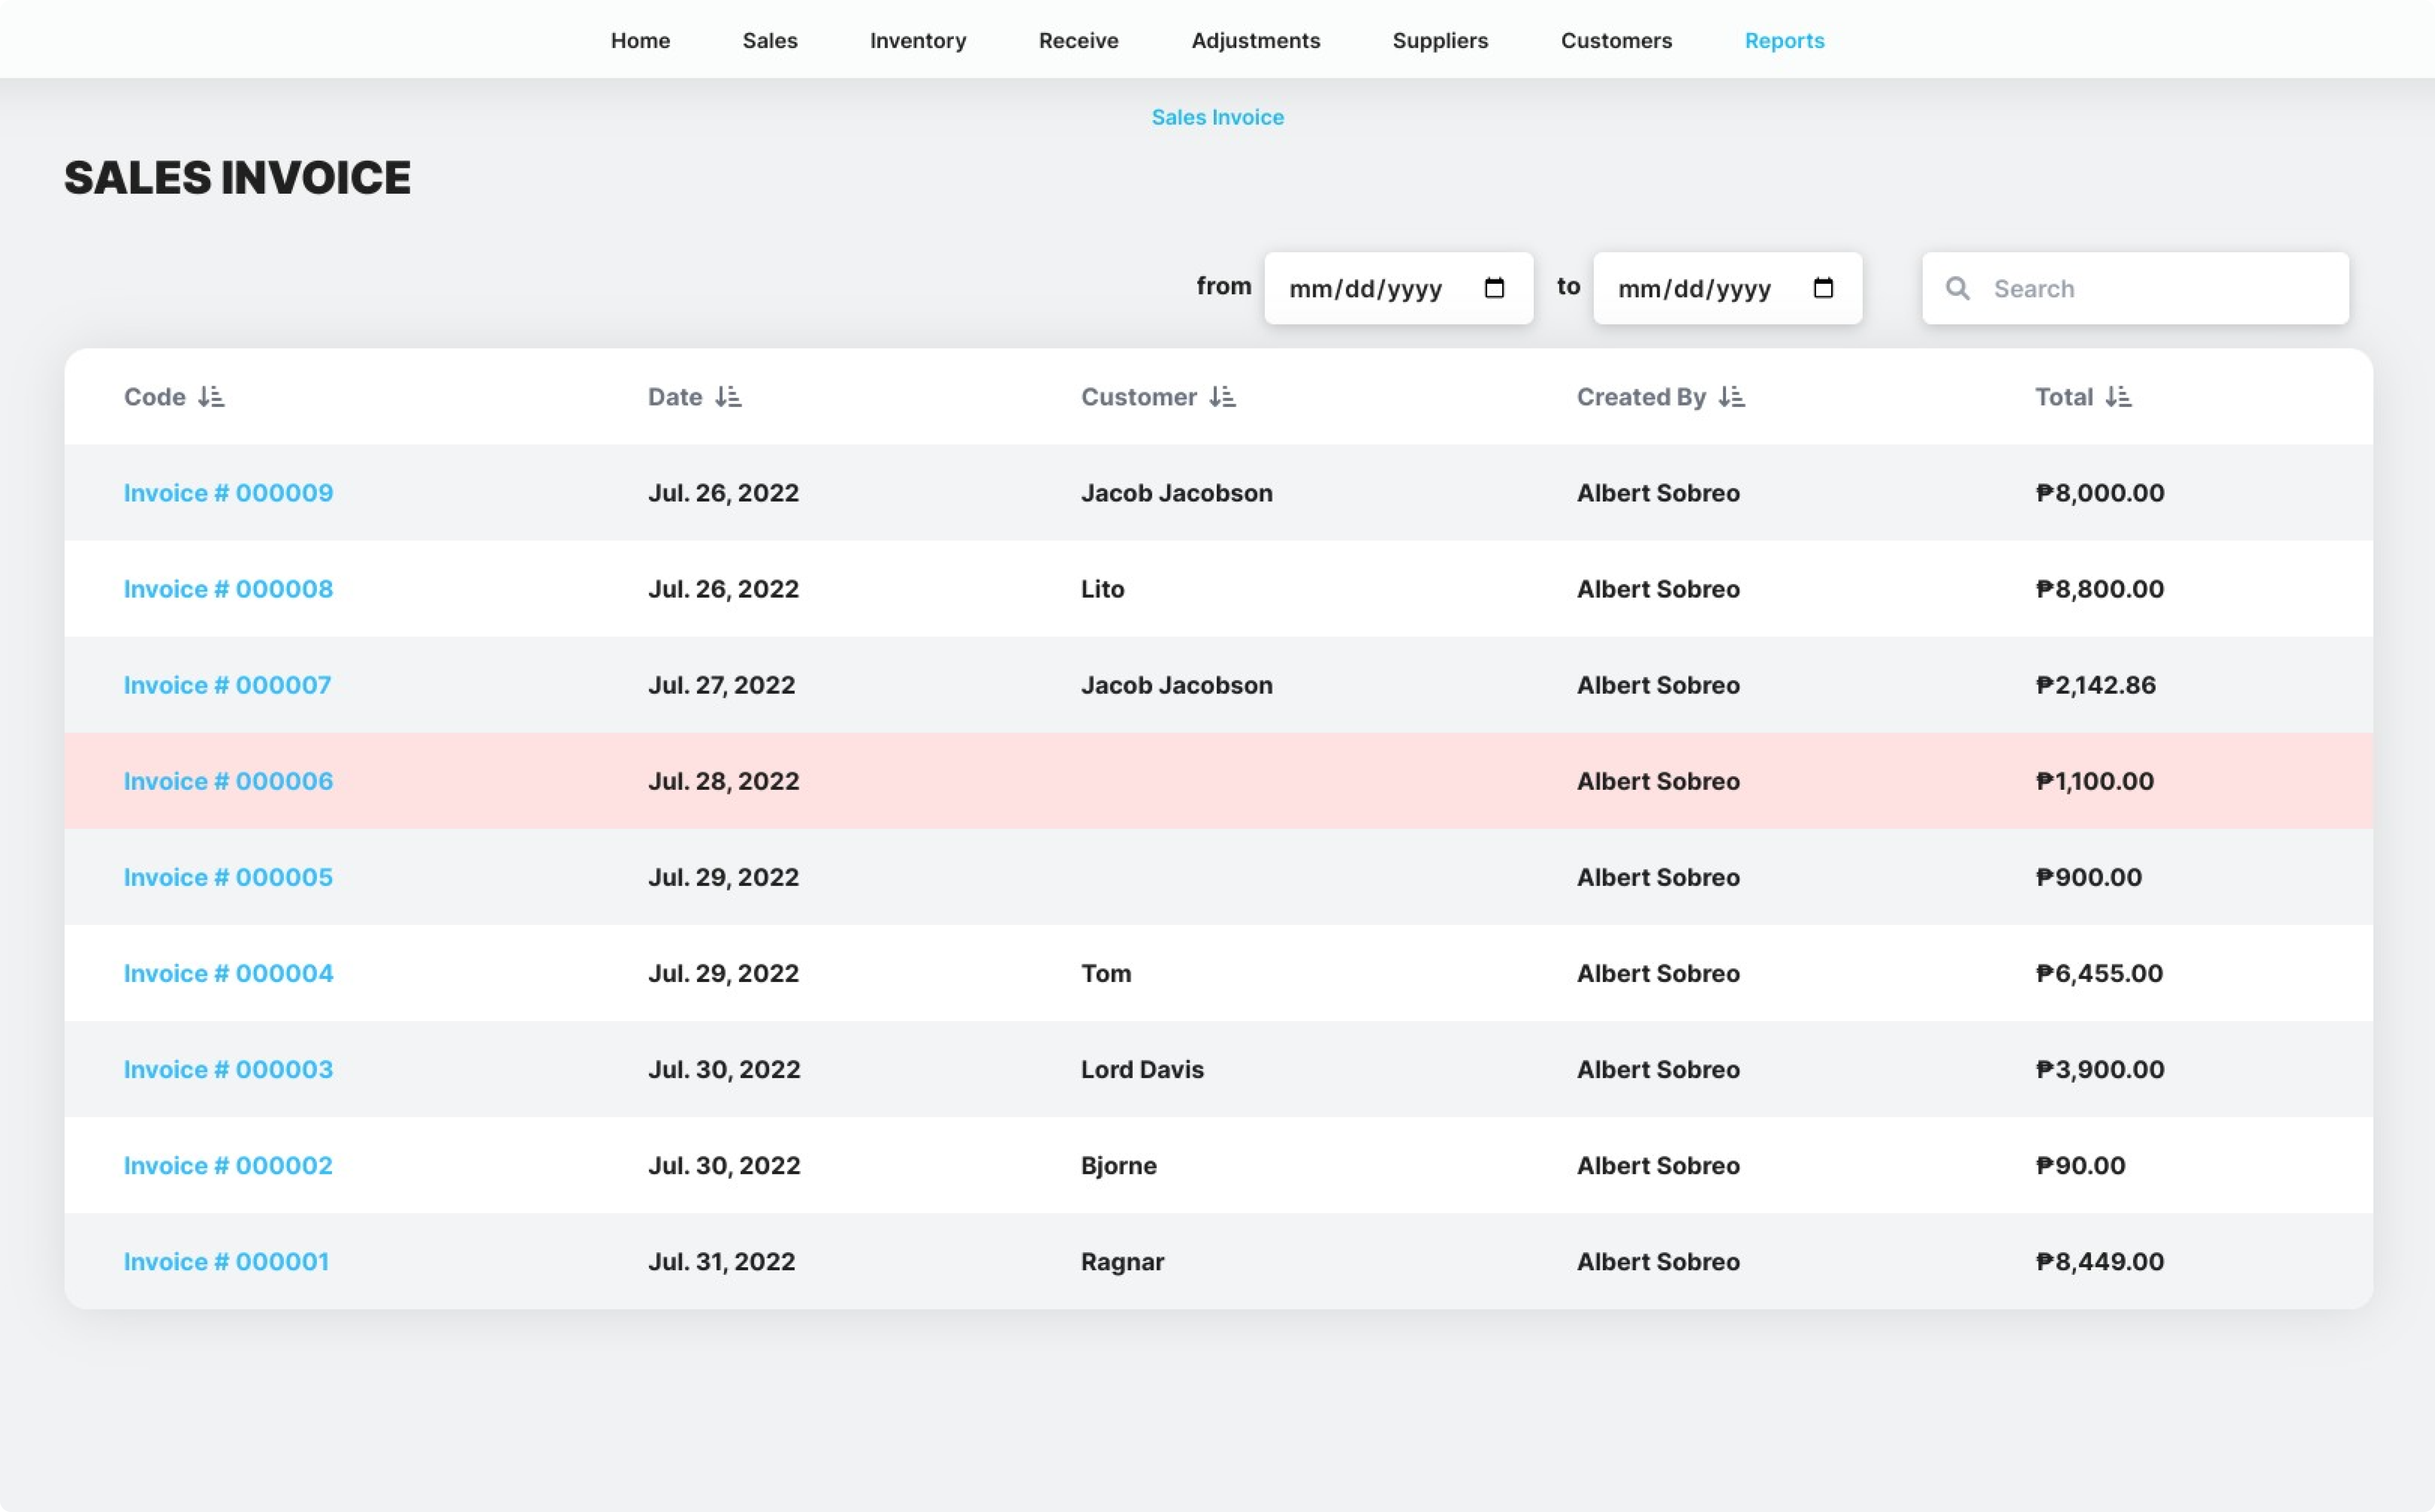 Home Sales Inventory Receive Adjustments Suppliers Customers Reports
Sales Invoice
SALES INVOICE
from mm/dd/yyyy to mm/dd/yyyy Search
Code Date Customer Created By Total
Invoice # 000009 Jul. 26, 2022 Jacob Jacobson Albert Sobreo ₱8,000.00
Invoice # 000008 Jul. 26, 2022 Lito Albert Sobreo ₱8,800.00
Invoice # 000007 Jul. 27, 2022 Jacob Jacobson Albert Sobreo ₱2,142.86
Invoice # 000006 Jul. 28, 2022 Albert Sobreo ₱1,100.00
Invoice # 000005 Jul. 29, 2022 Albert Sobreo ₱900.00
Invoice # 000004 Jul. 29, 2022 Tom Albert Sobreo ₱6,455.00
Invoice # 000003 Jul. 30, 2022 Lord Davis Albert Sobreo ₱3,900.00
Invoice # 000002 Jul. 30, 2022 Bjorne Albert Sobreo ₱90.00
Invoice # 000001 Jul. 31, 2022 Ragnar Albert Sobreo ₱8,449.00